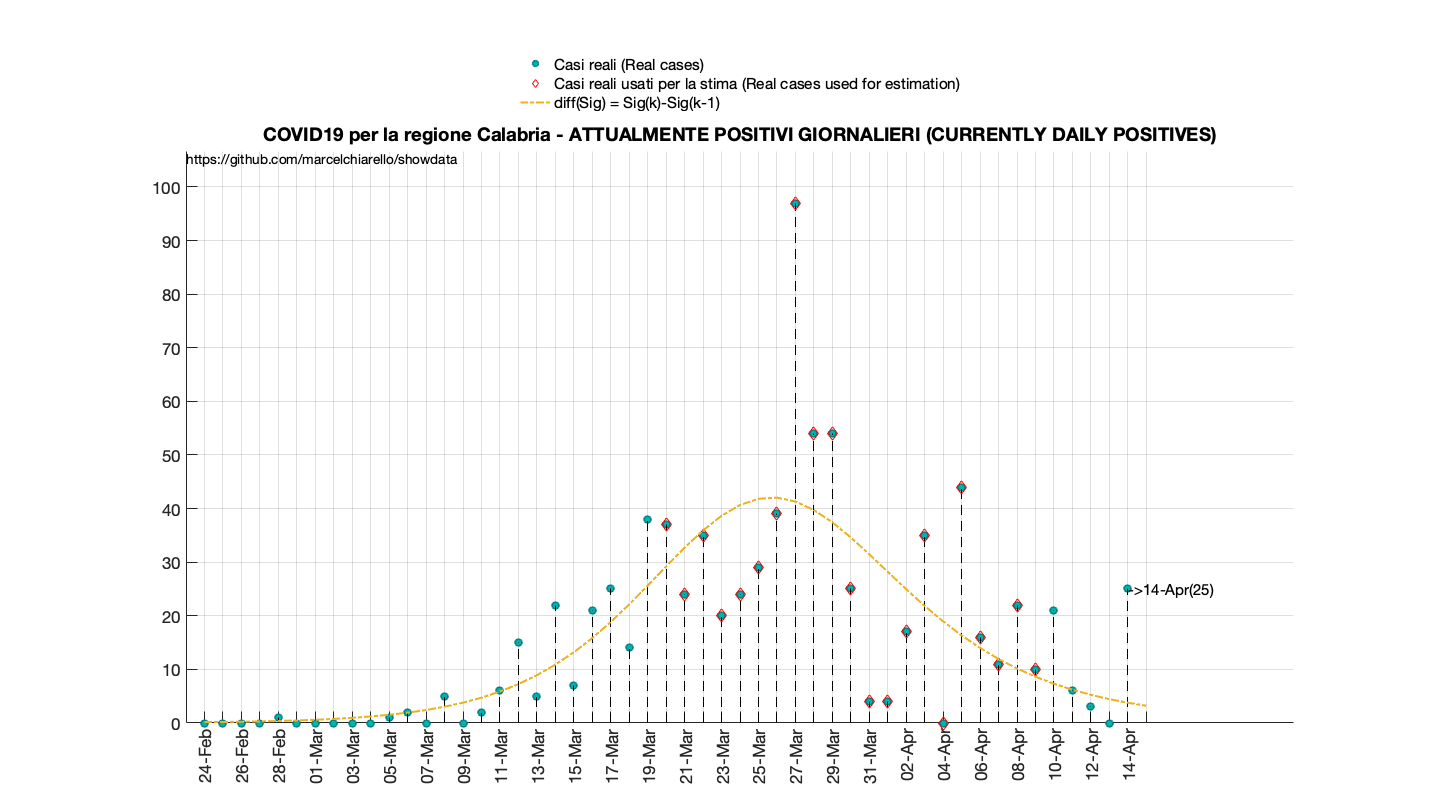 Casi reali (Real cases)
Casi reali usati per la stima (Real cases used for estimation)
diff(Sig) = Sig(k)-Sig(k-1)
COVID19 per la regione Calabria - ATTUALMENTE POSITIVI GIORNALIERI (CURRENTLY DAILY POSITIVES)
https://github.com/marcelchiarello/showdata
100
90
80
70
60
50
40
30
20
10
0
->14-Apr(25)
24-Feb
26-Feb
28-Feb
01-Mar
03-Mar
05-Mar
07-Mar
09-Mar
11-Mar
13-Mar
15-Mar
17-Mar
19-Mar
21-Mar
23-Mar
25-Mar
27-Mar
29-Mar
31-Mar
02-Apr
04-Apr
06-Apr
08-Apr
10-Apr
12-Apr
14-Apr